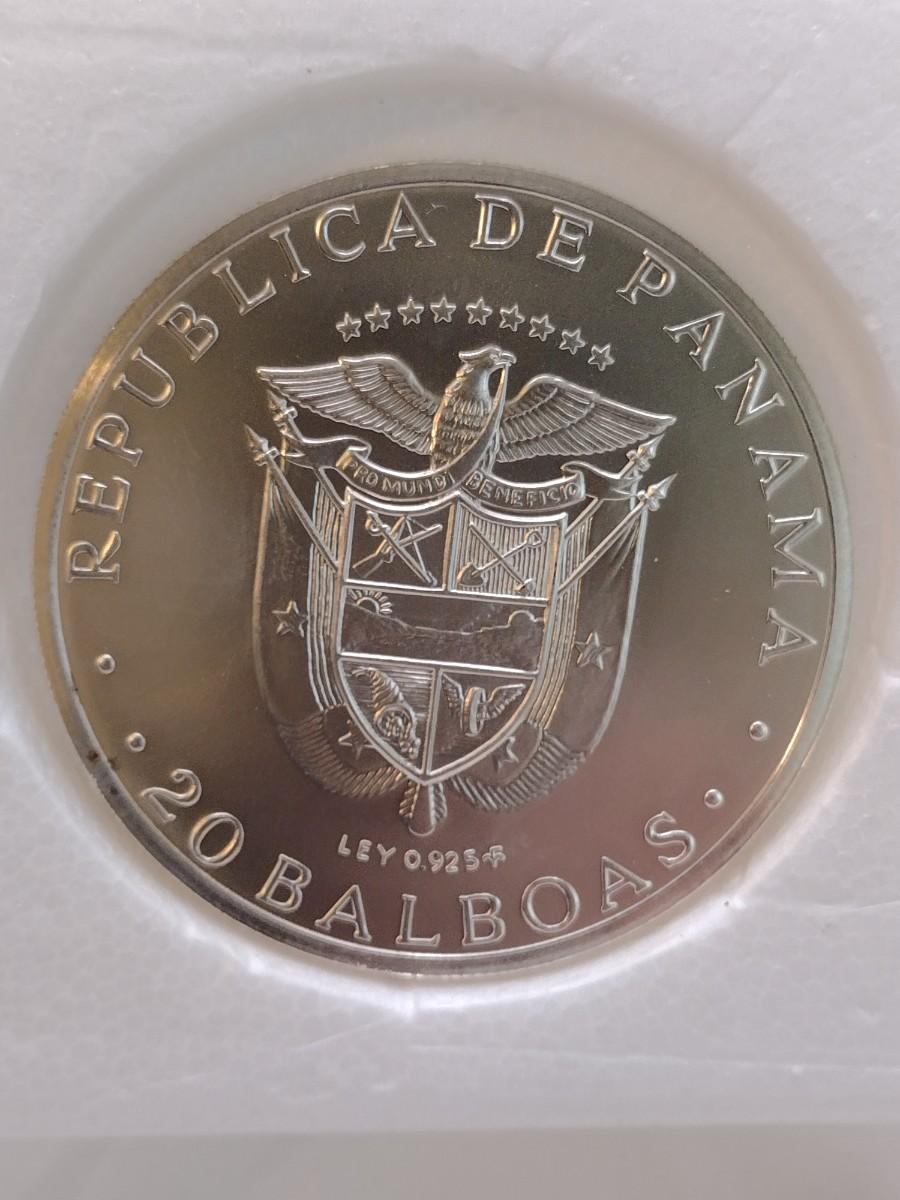 REPUBLICA DE PANAMA
PRO MUNDI BENEFICIO
LEY 0.925
20 BALBOAS